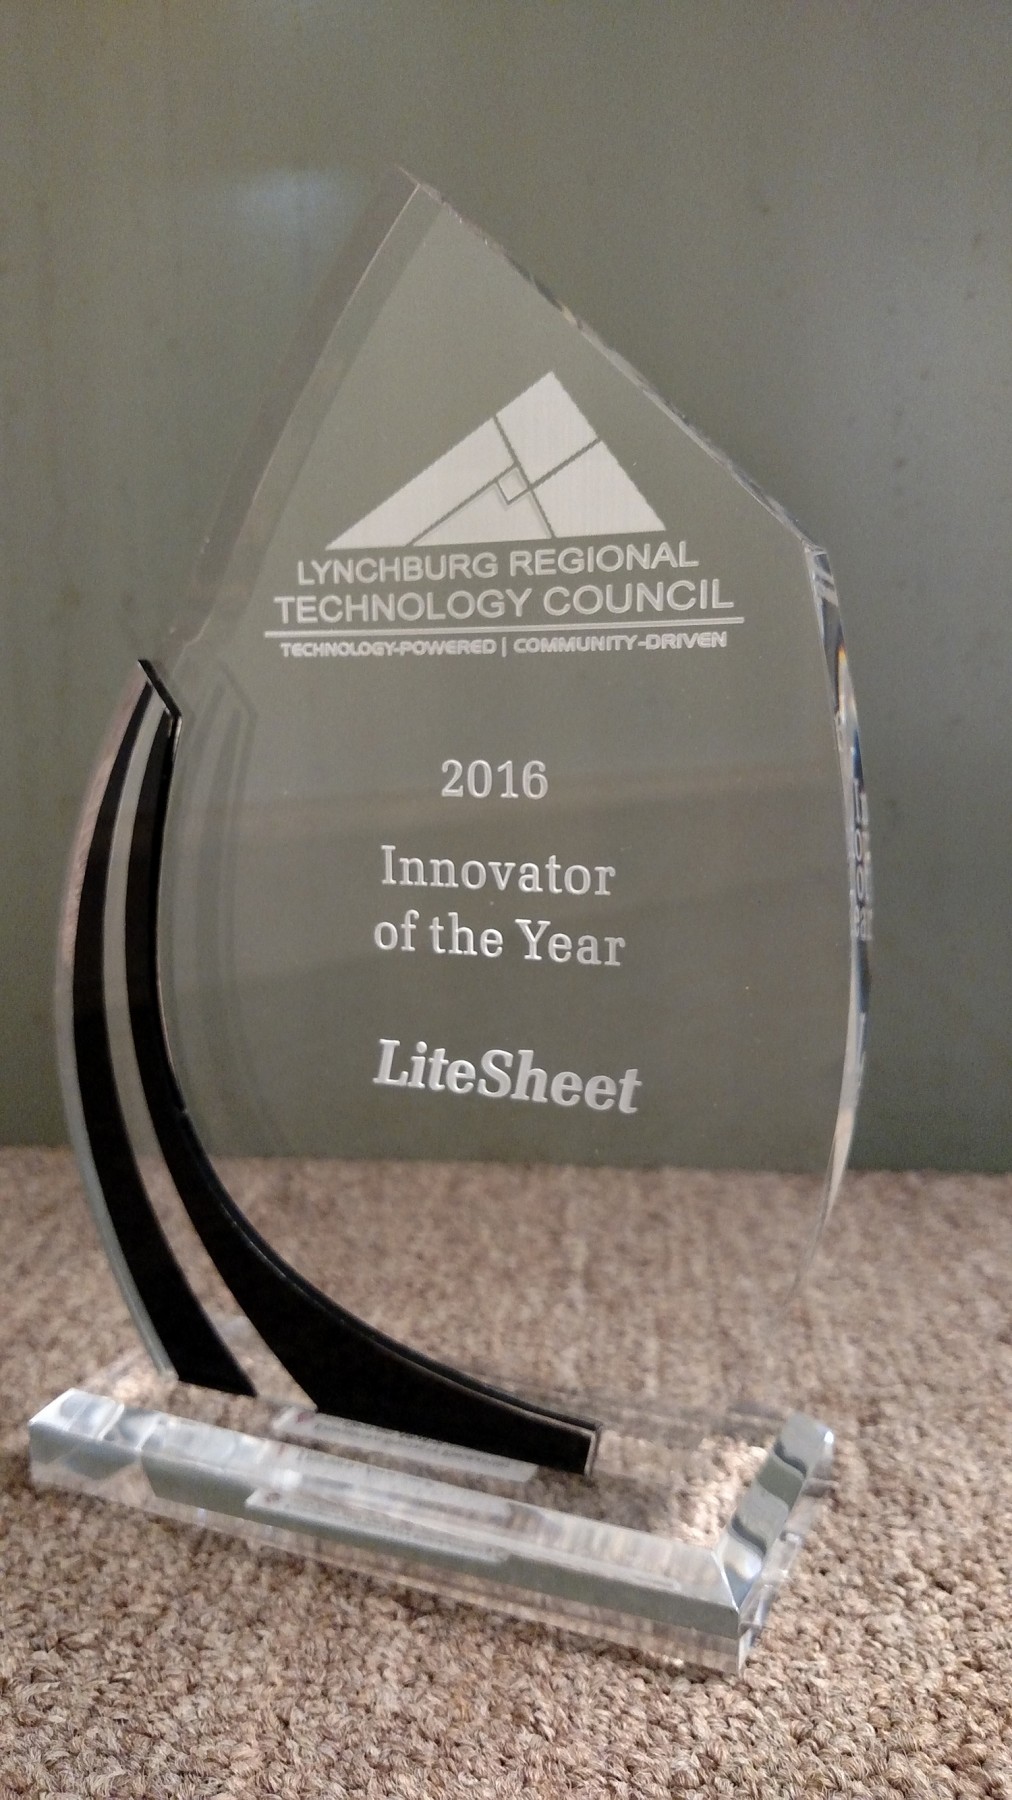 LYNCHBURG REGIONAL
TECHNOLOGY COUNCIL
TECHNOLOGY-POWERED | COMMUNITY-DRIVEN
2016
Innovator
of the Year
LiteSheet